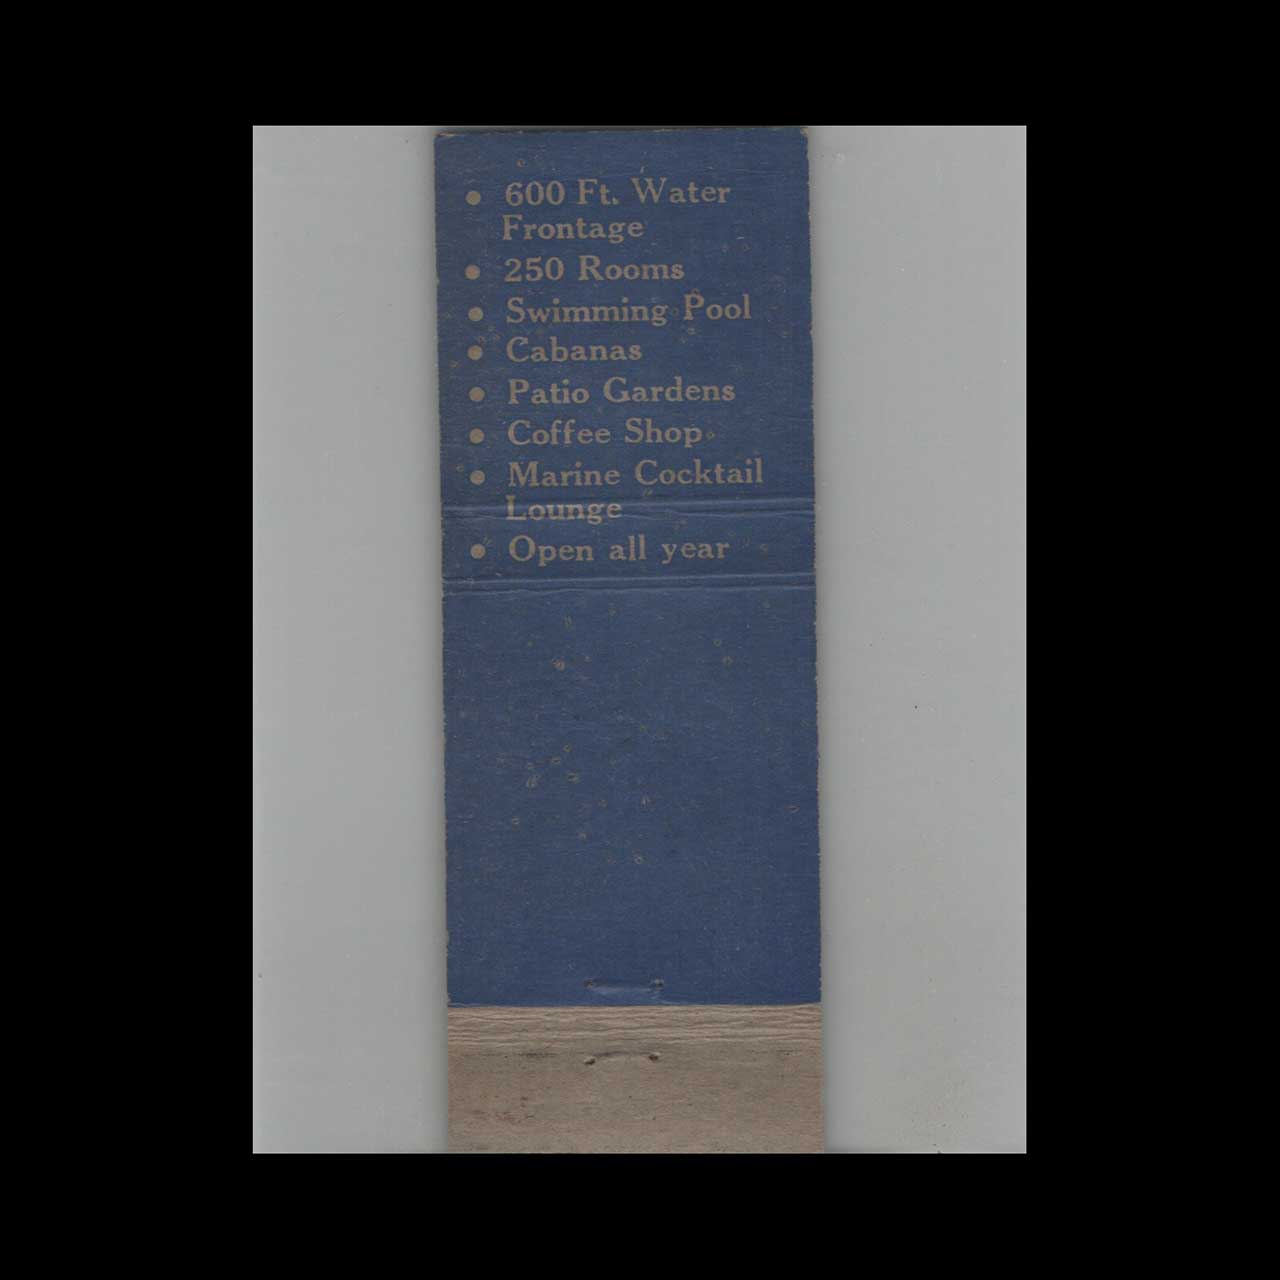 • 600 Ft. Water
Frontage
• 250 Rooms
• Swimming Pool
• Cabanas
• Patio Gardens
• Coffee Shop
• Marine Cocktail
Lounge
• Open all year